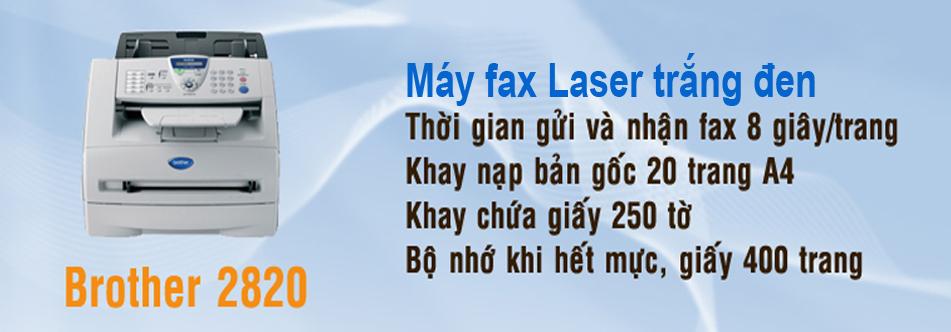 Máy fax Laser trắng đen
Thời gian gửi và nhận fax 8 giây/trang
Khay nạp bản gốc 20 trang A4
Khay chứa giấy 250 tờ
Bộ nhớ khi hết mực, giấy 400 trang
brother
Brother 2820